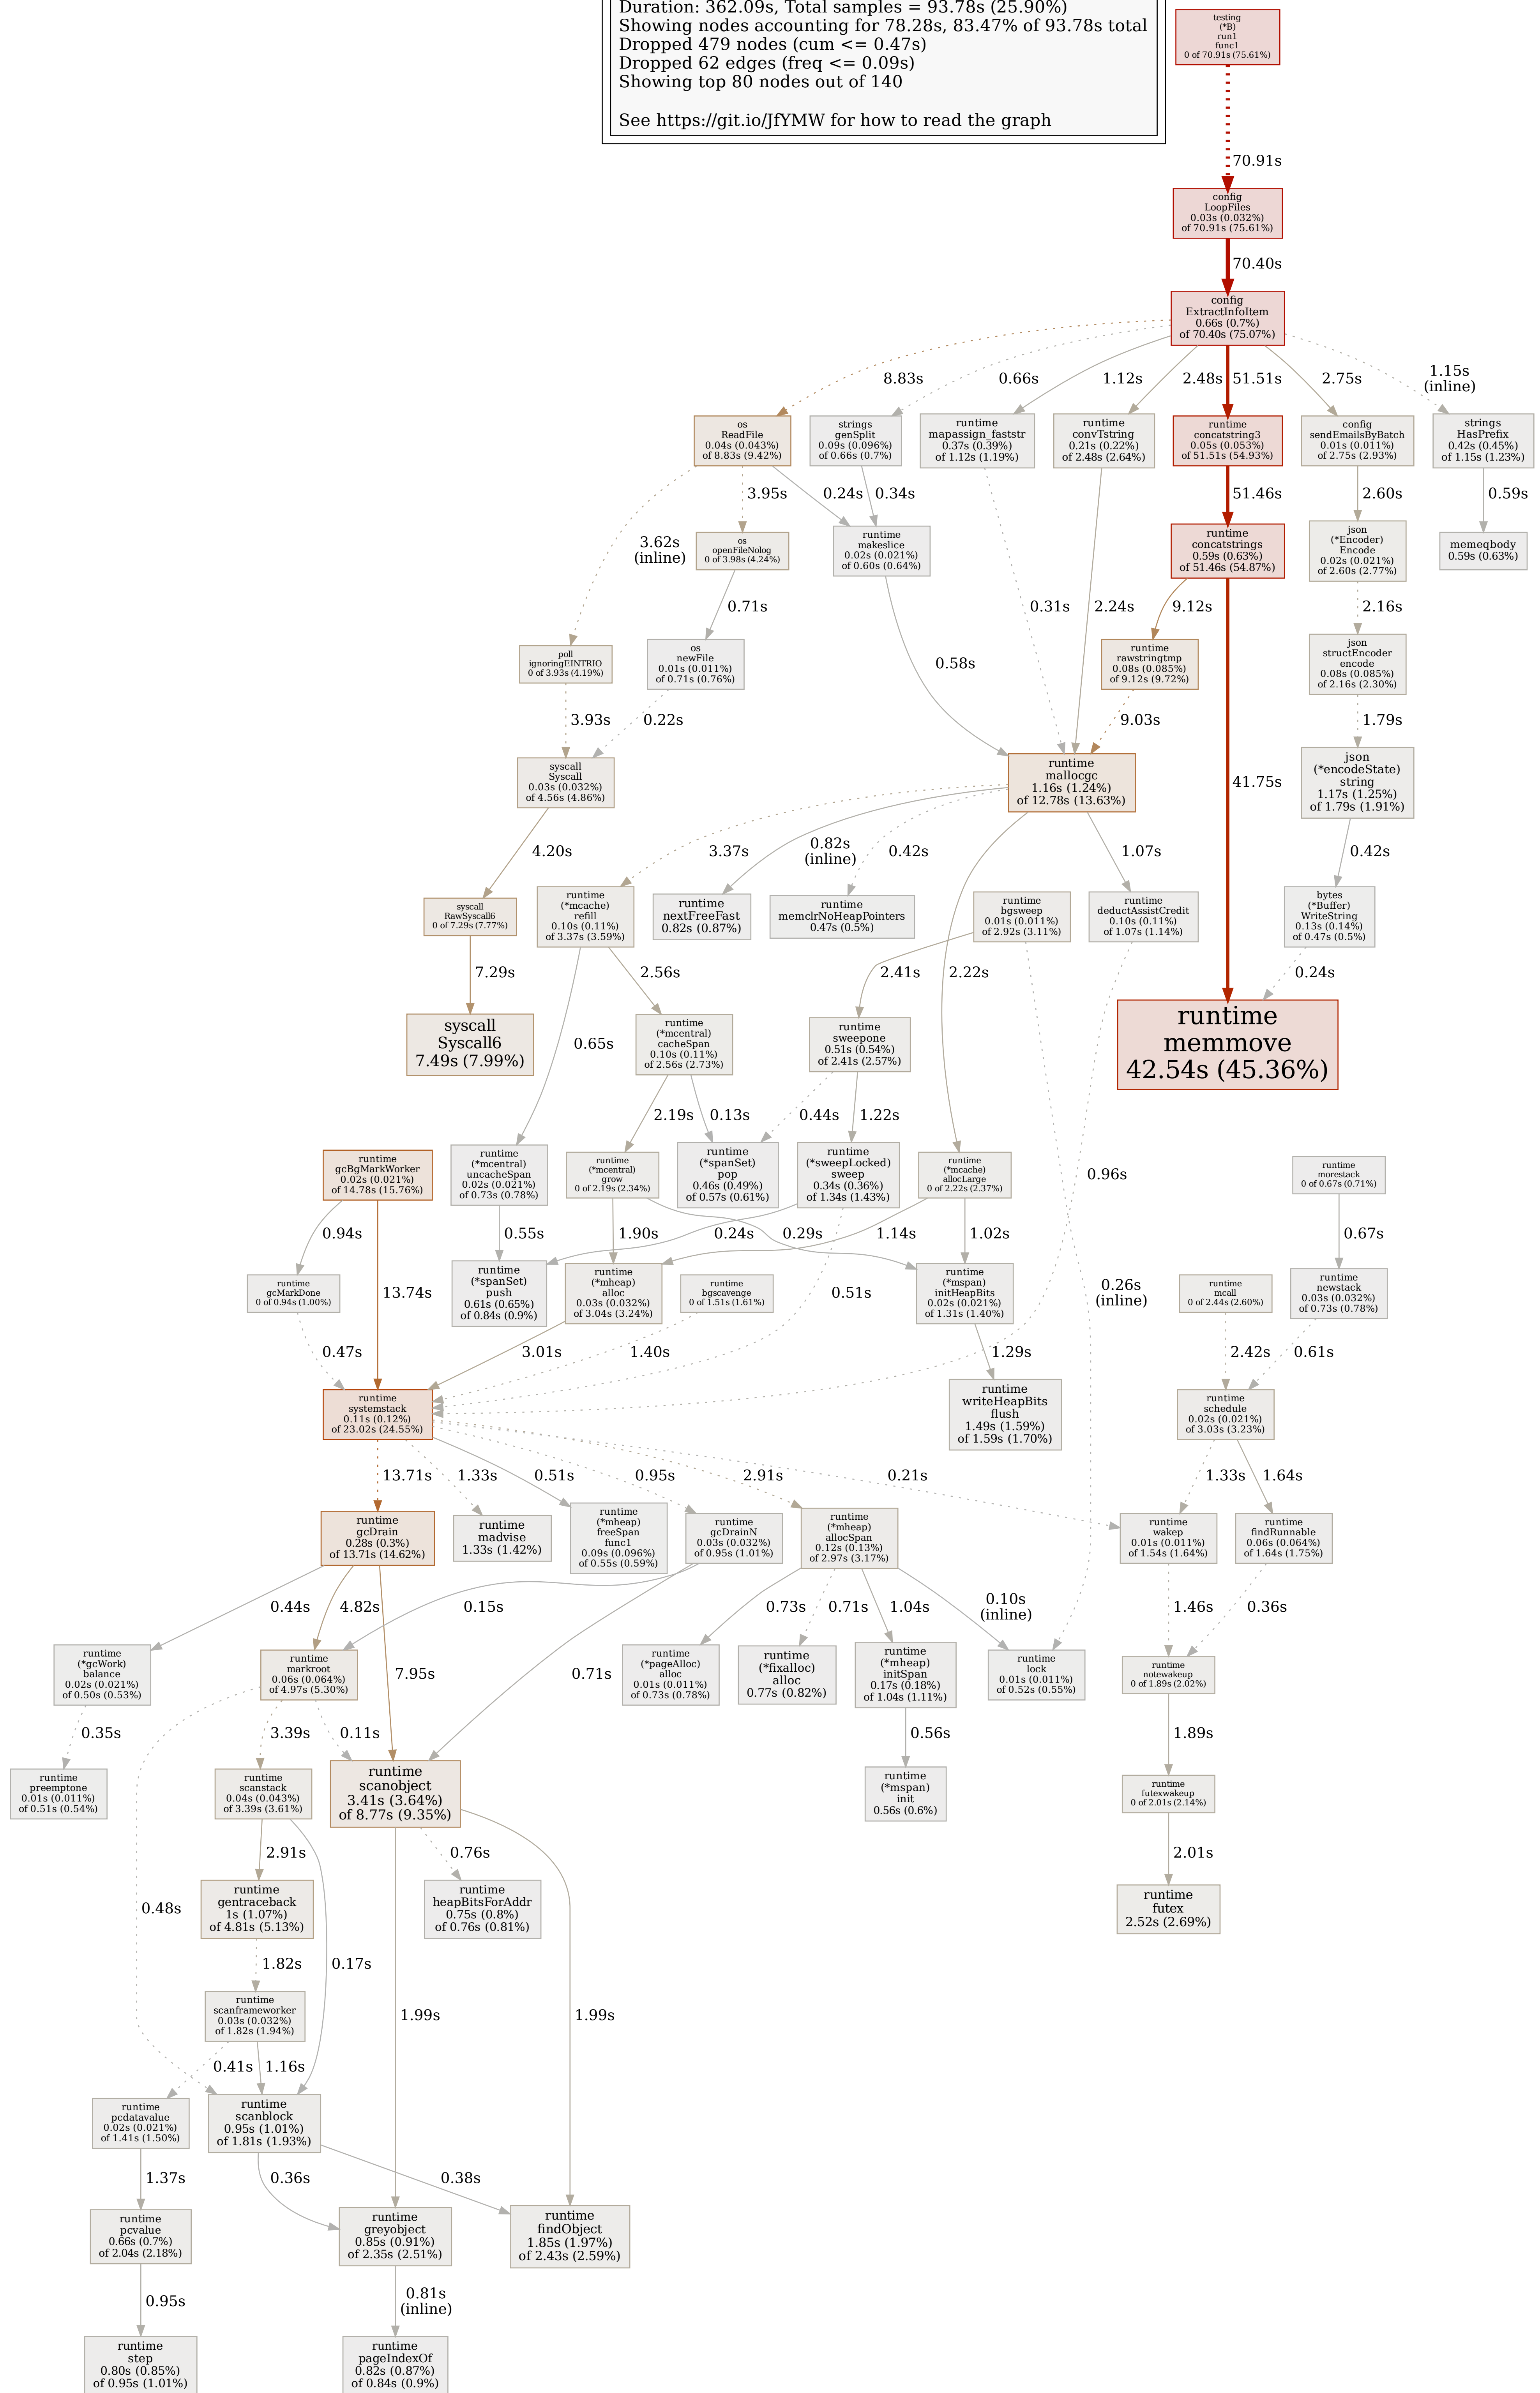 Duration: 362.09s, Total samples = 93.78s (25.90%)
Showing nodes accounting for 78.28s, 83.47% of 93.78s total
Dropped 479 nodes (cum <= 0.47s)
Dropped 62 edges (freq <= 0.09s)
Showing top 80 nodes out of 140
See https://git.io/JfYMW for how to read the graph
testing
(*B)
run1
func1
0 of 70.91s (75.61%)
70.91s
config
LoopFiles
0.03s (0.032%)
of 70.91s (75.61%)
70.40s
config
ExtractInfoItem
0.66s (0.7%)
of 70.40s (75.07%)
8.83s
0.66s
1.12s
2.48s
51.51s
2.75s
1.15s
(inline)
os
ReadFile
0.04s (0.043%)
of 8.83s (9.42%)
strings
genSplit
0.09s (0.096%)
of 0.66s (0.7%)
runtime
mapassign_faststr
0.37s (0.39%)
of 1.12s (1.19%)
runtime
convTstring
0.21s (0.22%)
of 2.48s (2.64%)
runtime
concatstring3
0.05s (0.053%)
of 51.51s (54.93%)
config
sendEmailsByBatch
0.01s (0.011%)
of 2.75s (2.93%)
strings
HasPrefix
0.42s (0.45%)
of 1.15s (1.23%)
3.62s
(inline)
3.95s
0.24s
0.34s
51.46s
2.60s
0.59s
os
openFileNolog
0 of 3.98s (4.24%)
runtime
makeslice
0.02s (0.021%)
of 0.60s (0.64%)
runtime
concatstrings
0.59s (0.63%)
of 51.46s (54.87%)
json
(*Encoder)
Encode
0.02s (0.021%)
of 2.60s (2.77%)
memeqbody
0.59s (0.63%)
0.71s
0.58s
0.31s
2.24s
9.12s
2.16s
poll
ignoringEINTRIO
0 of 3.93s (4.19%)
os
newFile
0.01s (0.011%)
of 0.71s (0.76%)
runtime
rawstringtmp
0.08s (0.085%)
of 9.12s (9.72%)
json
structEncoder
encode
0.08s (0.085%)
of 2.16s (2.30%)
3.93s
0.22s
9.03s
41.75s
1.79s
syscall
Syscall
0.03s (0.032%)
of 4.56s (4.86%)
runtime
mallocgc
1.16s (1.24%)
of 12.78s (13.63%)
json
(*encodeState)
string
1.17s (1.25%)
of 1.79s (1.91%)
4.20s
3.37s
0.82s
(inline)
0.42s
2.22s
1.07s
0.42s
syscall
RawSyscall6
0 of 7.29s (7.77%)
runtime
(*mcache)
refill
0.10s (0.11%)
of 3.37s (3.59%)
runtime
nextFreeFast
0.82s (0.87%)
runtime
memclrNoHeapPointers
0.47s (0.5%)
runtime
bgsweep
0.01s (0.011%)
of 2.92s (3.11%)
runtime
deductAssistCredit
0.10s (0.11%)
of 1.07s (1.14%)
bytes
(*Buffer)
WriteString
0.13s (0.14%)
of 0.47s (0.5%)
7.29s
0.65s
2.56s
2.41s
0.26s
(inline)
0.96s
0.24s
syscall
Syscall6
7.49s (7.99%)
runtime
(*mcentral)
cacheSpan
0.10s (0.11%)
of 2.56s (2.73%)
runtime
sweepone
0.51s (0.54%)
of 2.41s (2.57%)
runtime
memmove
42.54s (45.36%)
2.19s
0.13s
0.44s
1.22s
runtime
gcBgMarkWorker
0.02s (0.021%)
of 14.78s (15.76%)
runtime
(*mcentral)
uncacheSpan
0.02s (0.021%)
of 0.73s (0.78%)
runtime
(*mcentral)
grow
0 of 2.19s (2.34%)
runtime
(*spanSet)
pop
0.46s (0.49%)
of 0.57s (0.61%)
runtime
(*sweepLocked)
sweep
0.34s (0.36%)
of 1.34s (1.43%)
runtime
(*mcache)
allocLarge
0 of 2.22s (2.37%)
runtime
morestack
0 of 0.67s (0.71%)
0.94s
13.74s
0.55s
1.90s
0.24s
0.29s
0.51s
1.14s
1.02s
0.67s
runtime
gcMarkDone
0 of 0.94s (1.00%)
runtime
(*spanSet)
push
0.61s (0.65%)
of 0.84s (0.9%)
runtime
(*mheap)
alloc
0.03s (0.032%)
of 3.04s (3.24%)
runtime
bgscavenge
0 of 1.51s (1.61%)
runtime
(*mspan)
initHeapBits
0.02s (0.021%)
of 1.31s (1.40%)
runtime
mcall
0 of 2.44s (2.60%)
runtime
newstack
0.03s (0.032%)
of 0.73s (0.78%)
0.47s
3.01s
1.40s
1.29s
2.42s
0.61s
runtime
systemstack
0.11s (0.12%)
of 23.02s (24.55%)
runtime
writeHeapBits
flush
1.49s (1.59%)
of 1.59s (1.70%)
runtime
schedule
0.02s (0.021%)
of 3.03s (3.23%)
13.71s
1.33s
0.51s
0.95s
2.91s
0.21s
1.33s
1.64s
runtime
gcDrain
0.28s (0.3%)
of 13.71s (14.62%)
runtime
madvise
1.33s (1.42%)
runtime
(*mheap)
freeSpan
func1
0.09s (0.096%)
of 0.55s (0.59%)
runtime
gcDrainN
0.03s (0.032%)
of 0.95s (1.01%)
runtime
(*mheap)
allocSpan
0.12s (0.13%)
of 2.97s (3.17%)
runtime
wakep
0.01s (0.011%)
of 1.54s (1.64%)
runtime
findRunnable
0.06s (0.064%)
of 1.64s (1.75%)
0.44s
4.82s
7.95s
0.15s
0.71s
0.73s
0.71s
1.04s
0.10s
(inline)
1.46s
0.36s
runtime
(*gcWork)
balance
0.02s (0.021%)
of 0.50s (0.53%)
runtime
markroot
0.06s (0.064%)
of 4.97s (5.30%)
runtime
(*pageAlloc)
alloc
0.01s (0.011%)
of 0.73s (0.78%)
runtime
(*fixalloc)
alloc
0.77s (0.82%)
runtime
(*mheap)
initSpan
0.17s (0.18%)
of 1.04s (1.11%)
runtime
lock
0.01s (0.011%)
of 0.52s (0.55%)
runtime
notewakeup
0 of 1.89s (2.02%)
0.35s
0.48s
3.39s
0.11s
0.56s
1.89s
runtime
preemptone
0.01s (0.011%)
of 0.51s (0.54%)
runtime
scanstack
0.04s (0.043%)
of 3.39s (3.61%)
runtime
scanobject
3.41s (3.64%)
of 8.77s (9.35%)
runtime
(*mspan)
init
0.56s (0.6%)
runtime
futexwakeup
0 of 2.01s (2.14%)
2.91s
0.17s
0.76s
1.99s
1.99s
2.01s
runtime
gentraceback
1s (1.07%)
of 4.81s (5.13%)
runtime
heapBitsForAddr
0.75s (0.8%)
of 0.76s (0.81%)
runtime
futex
2.52s (2.69%)
1.82s
runtime
scanframeworker
0.03s (0.032%)
of 1.82s (1.94%)
0.41s
1.16s
runtime
pcdatavalue
0.02s (0.021%)
of 1.41s (1.50%)
runtime
scanblock
0.95s (1.01%)
of 1.81s (1.93%)
1.37s
0.36s
0.38s
runtime
pcvalue
0.66s (0.7%)
of 2.04s (2.18%)
runtime
greyobject
0.85s (0.91%)
of 2.35s (2.51%)
runtime
findObject
1.85s (1.97%)
of 2.43s (2.59%)
0.95s
0.81s
(inline)
runtime
step
0.80s (0.85%)
of 0.95s (1.01%)
runtime
pageIndexOf
0.82s (0.87%)
of 0.84s (0.9%)